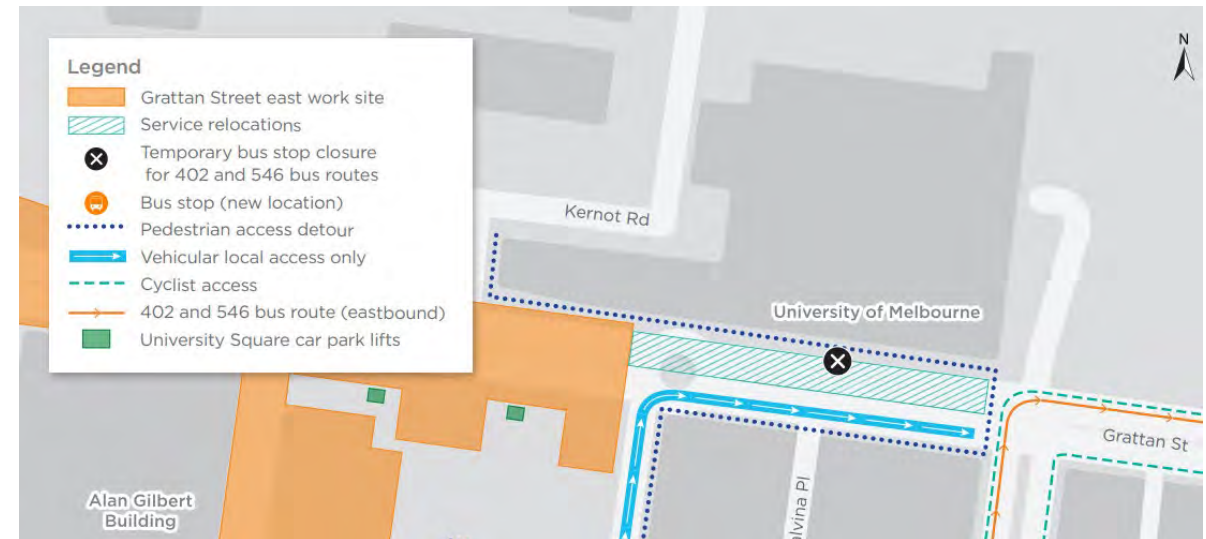 Legend
Grattan Street east work site
Service relocations
Temporary bus stop closure
for 402 and 546 bus routes
Bus stop (new location)
Pedestrian access detour
Vehicular local access only
Cyclist access
402 and 546 bus route (eastbound)
University Square car park lifts
N
Kernot Rd
University of Melbourne
Grattan St
alvina Pl
Alan Gilbert
Building